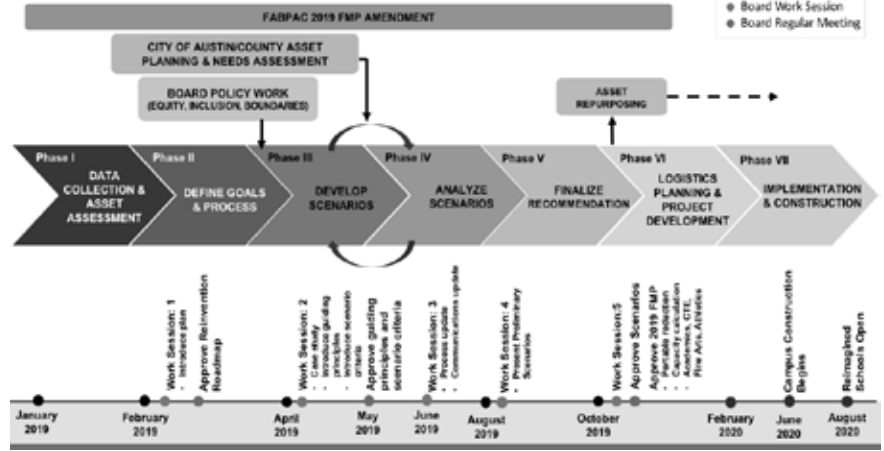 Board Work Session
Board Regular Meeting
FABPAC 2019 FMP AMENDMENT
CITY OF AUSTIN/COUNTY ASSET
PLANNING & NEEDS ASSESSMENT
BOARD POLICY WORK
(EQUITY, INCLUSION, BOUNDARIES)
ASSET
REPURPOSING
Phase I
DATA
COLLECTION &
ASSET
ASSESSMENT
Phase II
DEFINE GOALS
& PROCESS
Phase III
DEVELOP
SCENARIOS
Phase IV
ANALYZE
SCENARIOS
Phase V
FINALIZE
RECOMMENDATION
Phase VI
LOGISTICS
PLANNING &
PROJECT
DEVELOPMENT
Phase VII
IMPLEMENTATION
& CONSTRUCTION
Work Session: 1
- Introduce plan
Approve Reinvention
Roadmap
Work Session: 2
- Case study
- Introduce guiding
principles
- Introduce scenario
criteria
Approve guiding
principles and
scenario criteria
Work Session: 3
- Process update
- Communications update
Work Session: 4
- Present Preliminary
Scenarios
Work Session:5
Approve Scenarios
Approve 2019 FMP
- Portable reduction
- Capacity calculation
- Academics, CTE,
Fine Arts, Athletics
Campus Construction
Begins
Reimagined
Schools Open
January
2019
February
2019
April
2019
May
2019
June
2019
August
2019
October
2019
February
2020
June
2020
August
2020